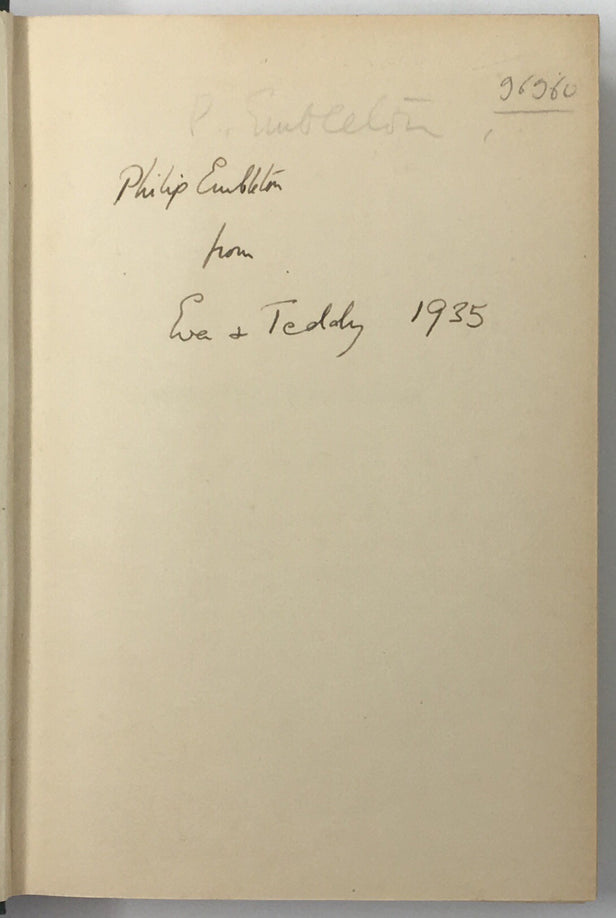 96960
P. Embleton
Philip Embleton
from
Eva + Teddy 1935